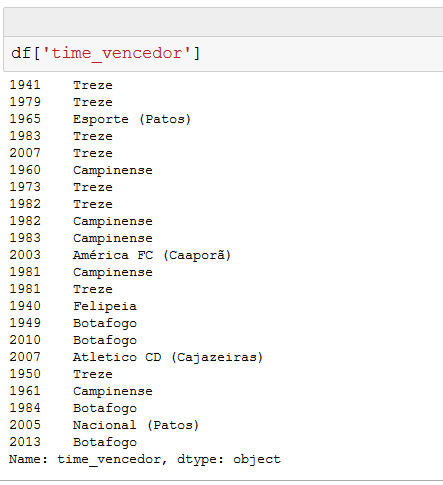 df['time_vencedor']
1941    Treze
1979    Treze
1965    Esporte (Patos)
1983    Treze
2007    Treze
1960    Campinense
1973    Treze
1982    Treze
1982    Campinense
1983    Campinense
2003    América FC (Caaporã)
1981    Campinense
1981    Treze
1940    Felipeia
1949    Botafogo
2010    Botafogo
2007    Atletico CD (Cajazeiras)
1950    Treze
1961    Campinense
1984    Botafogo
2005    Nacional (Patos)
2013    Botafogo
Name: time_vencedor, dtype: object